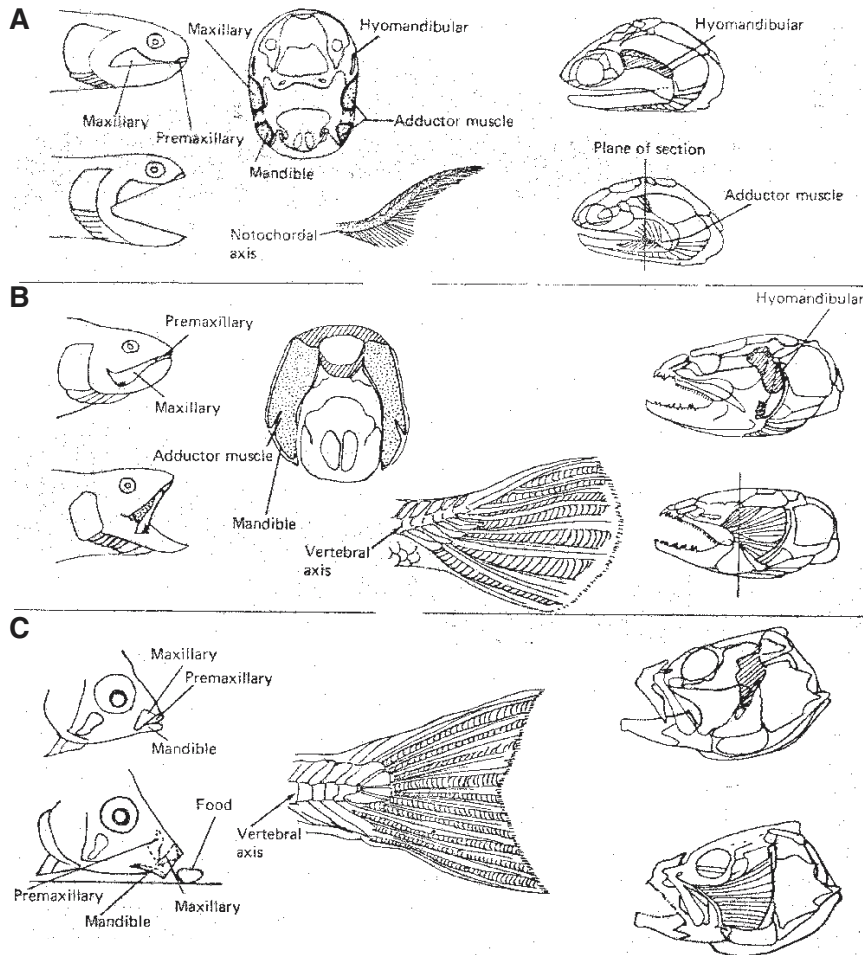 A
Maxillary
Hyomandibular
Hyomandibular
Maxillary
Premaxillary
Adductor muscle
Mandible
Plane of section
Adductor muscle
Notochordal
axis
B
Hyomandibular
Premaxillary
Maxillary
Adductor muscle
Mandible
Vertebral
axis
C
Maxillary
Premaxillary
Mandible
Food
Vertebral
axis
Premaxillary
Mandible
Maxillary